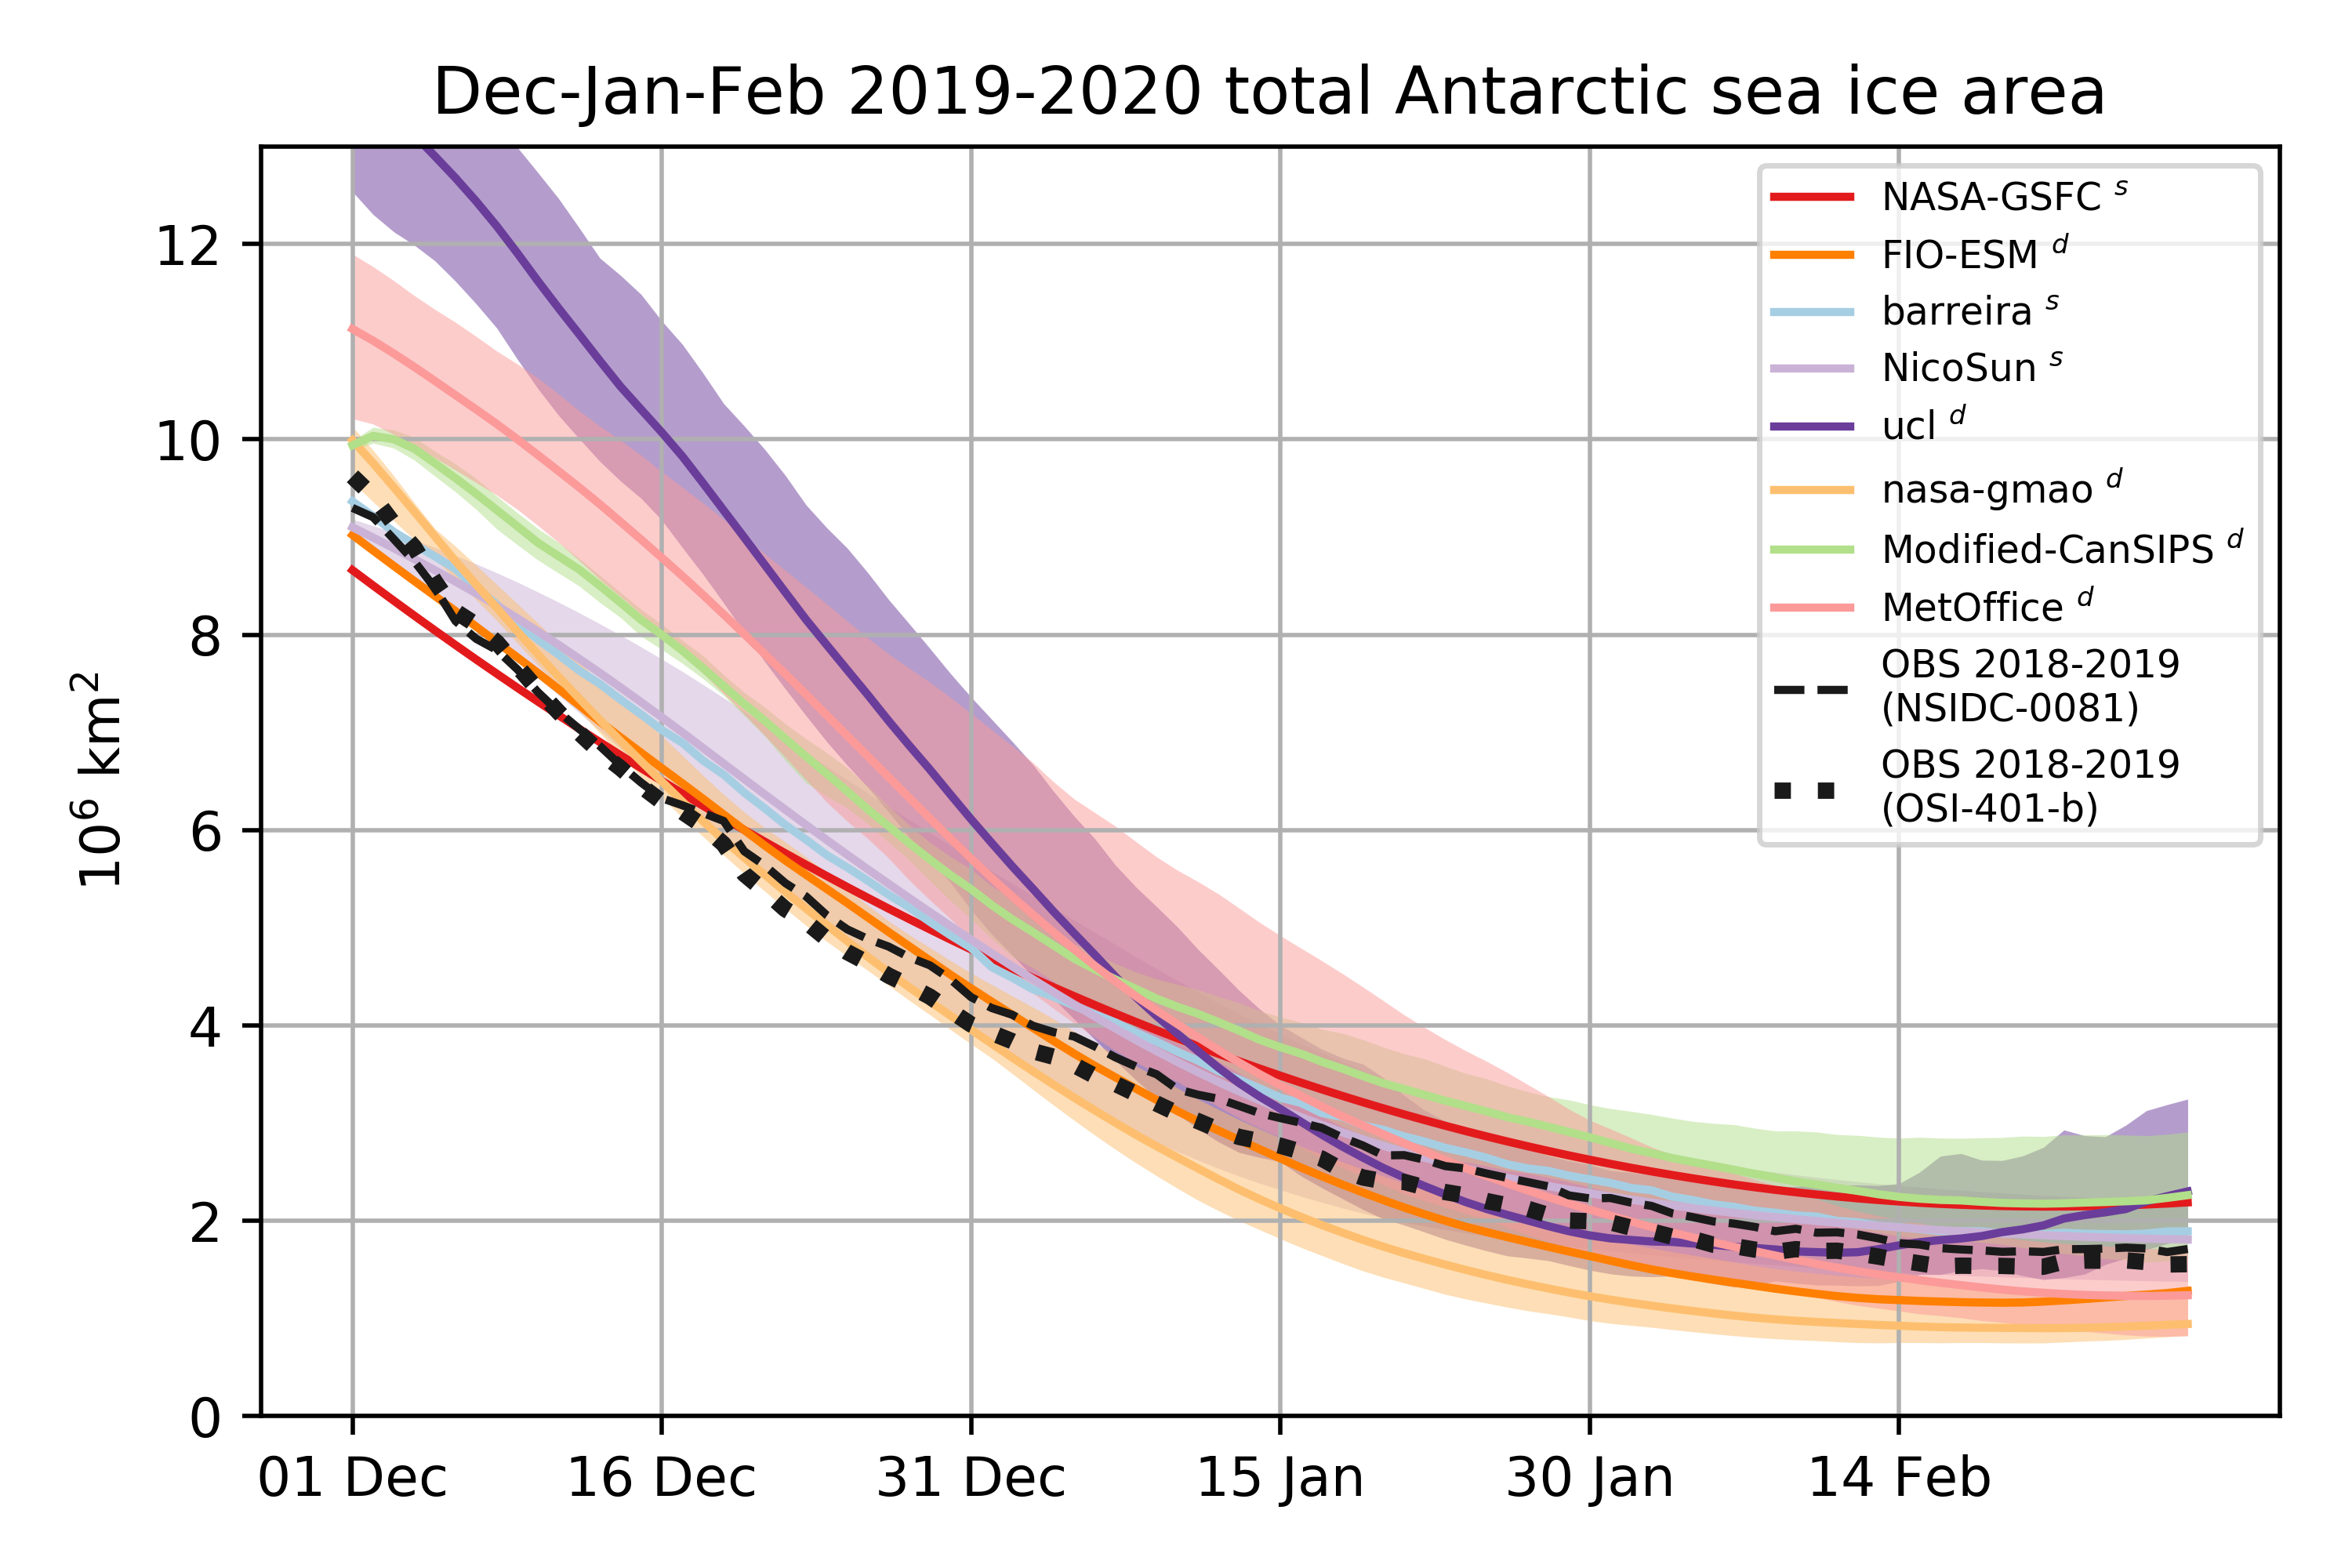 Dec-Jan-Feb 2019-2020 total Antarctic sea ice area
10⁶ km²
12
10
8
6
4
2
0
01 Dec
16 Dec
31 Dec
15 Jan
30 Jan
14 Feb
NASA-GSFC ˢ
FIO-ESM ᵈ
barreira ˢ
NicoSun ˢ
ucl ᵈ
nasa-gmao ᵈ
Modified-CanSIPS ᵈ
MetOffice ᵈ
OBS 2018-2019
(NSIDC-0081)
OBS 2018-2019
(OSI-401-b)